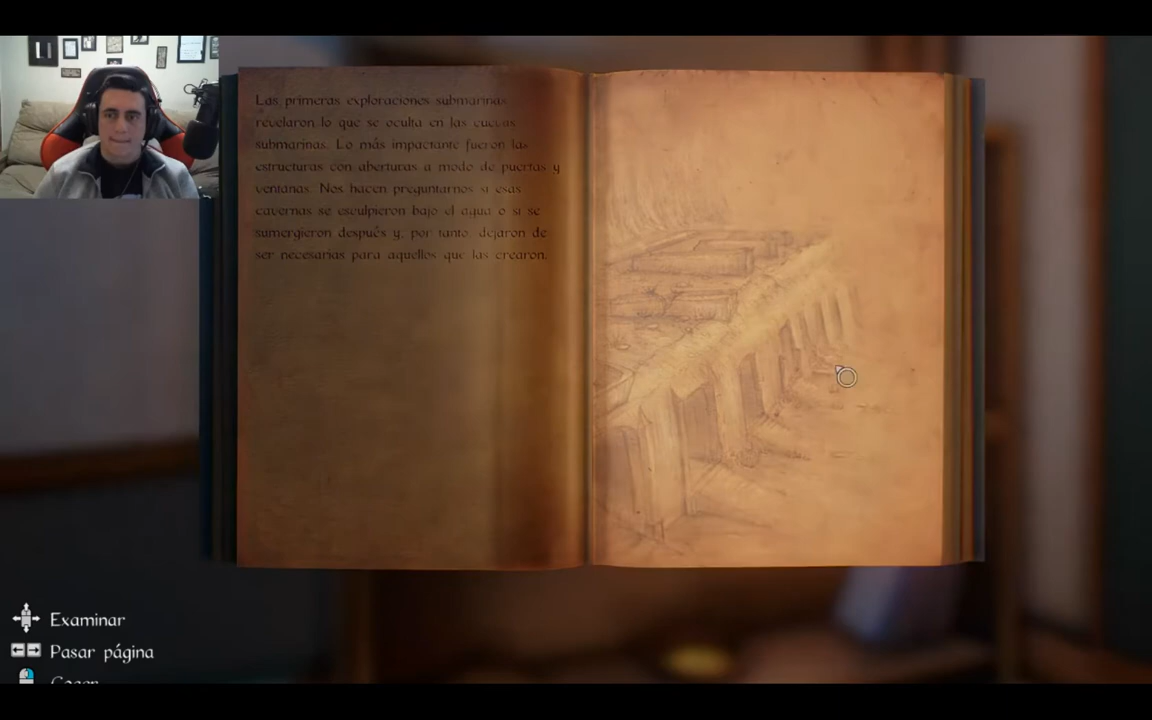 Las primeras exploraciones submarinas
revelaron lo que se oculta en las cuevas
submarinas. Lo más impactante fueron las
estructuras con aberturas a modo de puertas y
ventanas. Nos hacen preguntarnos si esas
cavernas se esculpieron bajo el agua o si se
sumergieron después y, por tanto, dejaron de
ser necesarias para aquellos que las crearon.
Examinar
Pasar página
Coger